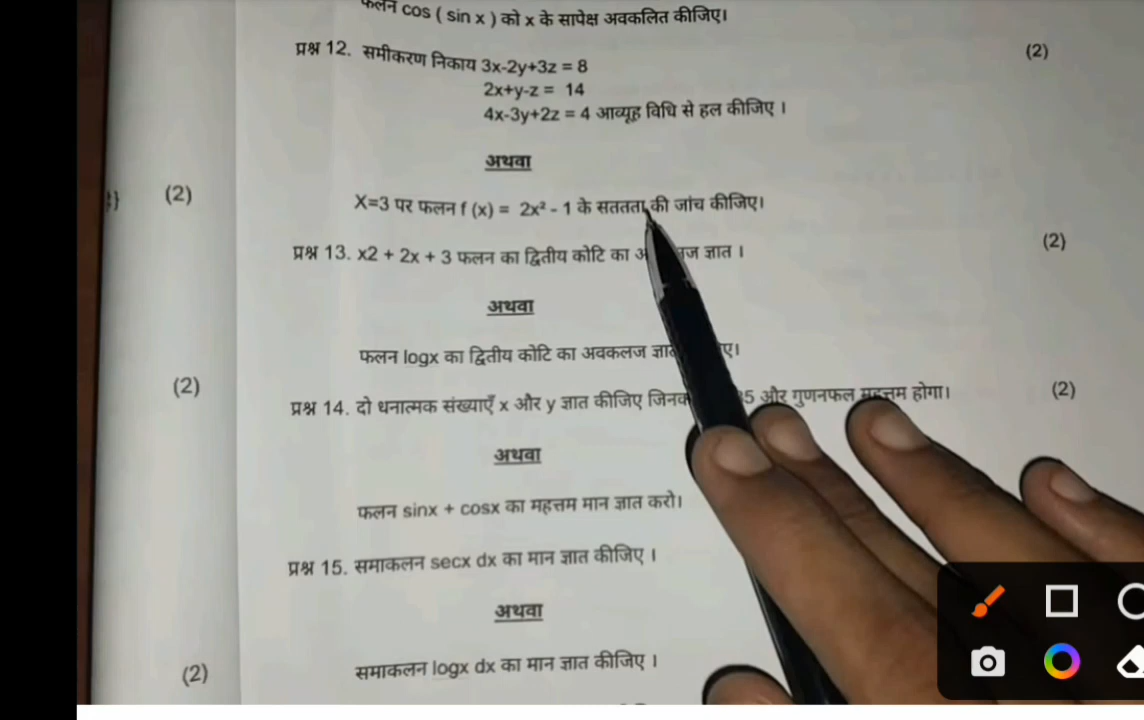 फलन cos ( sin x ) को x के सापेक्ष अवकलित कीजिए।
प्रश्न 12. समीकरण निकाय 3x-2y+3z = 8 (2)
2x+y-z = 14
4x-3y+2z = 4 आव्यूह विधि से हल कीजिए ।
अथवा
(2) X=3 पर फलन f (x) = 2x² - 1 के सततता की जांच कीजिए।
प्रश्न 13. x2 + 2x + 3 फलन का द्वितीय कोटि का ज्ञात । (2)
अथवा
फलन logx का द्वितीय कोटि का अवकलज
(2)
प्रश्न 14. दो धनात्मक संख्याएँ x और y ज्ञात कीजिए और गुणनफल महत्तम होगा। (2)
अथवा
फलन sinx + cosx का महत्तम मान ज्ञात करो।
प्रश्न 15. समाकलन secx dx का मान ज्ञात कीजिए ।
अथवा
(2) समाकलन logx dx का मान ज्ञात कीजिए ।